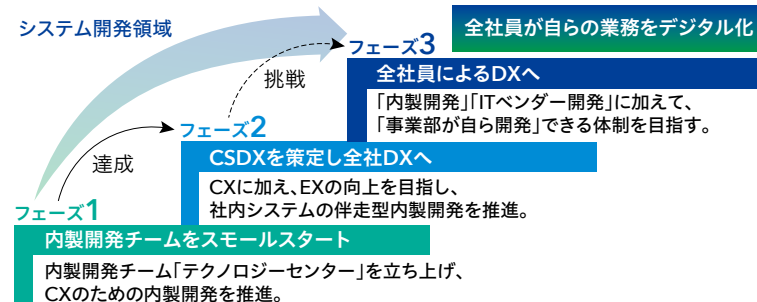 システム開発領域
全社員が自らの業務をデジタル化
フェーズ3
挑戦
全社員によるDXへ
「内製開発」「ITベンダー開発」に加えて、
「事業部が自ら開発」できる体制を目指す。
フェーズ2
達成
CSDXを策定し全社DXへ
CXに加え、EXの向上を目指し、
社内システムの伴走型内製開発を推進。
フェーズ1
内製開発チームをスモールスタート
内製開発チーム「テクノロジーセンター」を立ち上げ、
CXのための内製開発を推進。